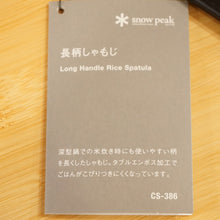 snow peak
長柄しゃもじ
Long Handle Rice Spatula
深型鍋での米炊き時にも使いやすい柄
を長くしたしゃもじ。ダブルエンボス加工で
ごはんがこびりつきにくくなっています。
CS-386